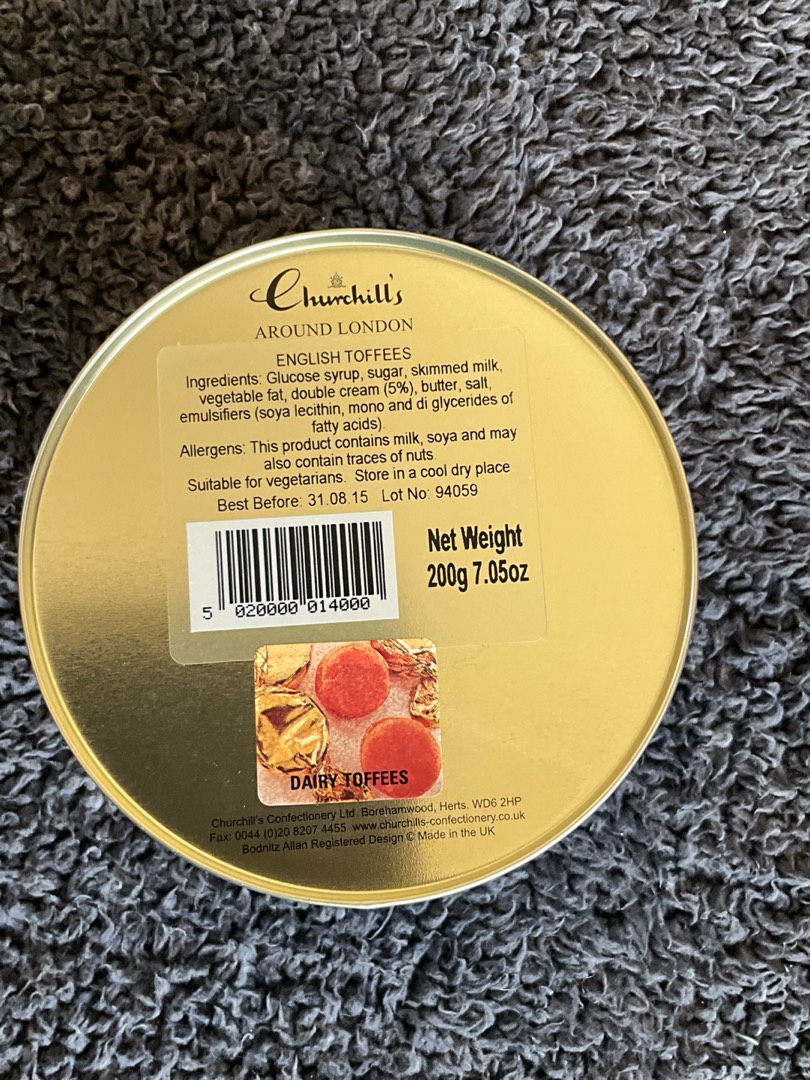 Churchill's
AROUND LONDON
ENGLISH TOFFEES
Ingredients: Glucose syrup, sugar, skimmed milk,
vegetable fat, double cream (5%), butter, salt,
emulsifiers (soya lecithin, mono and di glycerides of
fatty acids).
Allergens: This product contains milk, soya and may
also contain traces of nuts.
Suitable for vegetarians. Store in a cool dry place
Best Before: 31.08.15 Lot No: 94059
5 020000 014000
Net Weight
200g 7.05oz
DAIRY TOFFEES
Churchill's Confectionery Ltd. Borehamwood, Herts. WD6 2HP
Fax: 0044 (0)20 8207 4455 www.churchills-confectionery.co.uk
Bodnitz Allan Registered Design © Made in the UK